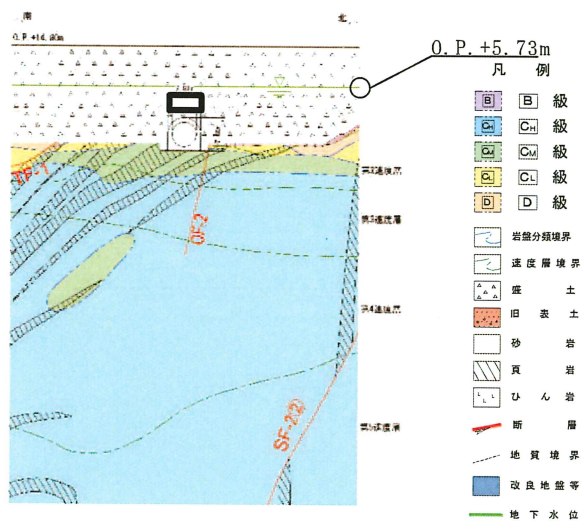 南
北
O.P.+14.80m
O.P.+5.73m
凡 例
B B 級
CH CH 級
CM CM 級
CL CL 級
D D 級
岩盤分類境界
速度層境界
盛 土
旧 表 土
砂 岩
頁 岩
ひ ん 岩
断 層
地 質 境 界
改 良 地 盤 等
地 下 水 位
TF-1
OF-2
SF-2②
第2速度層
第3速度層
第4速度層
第5速度層